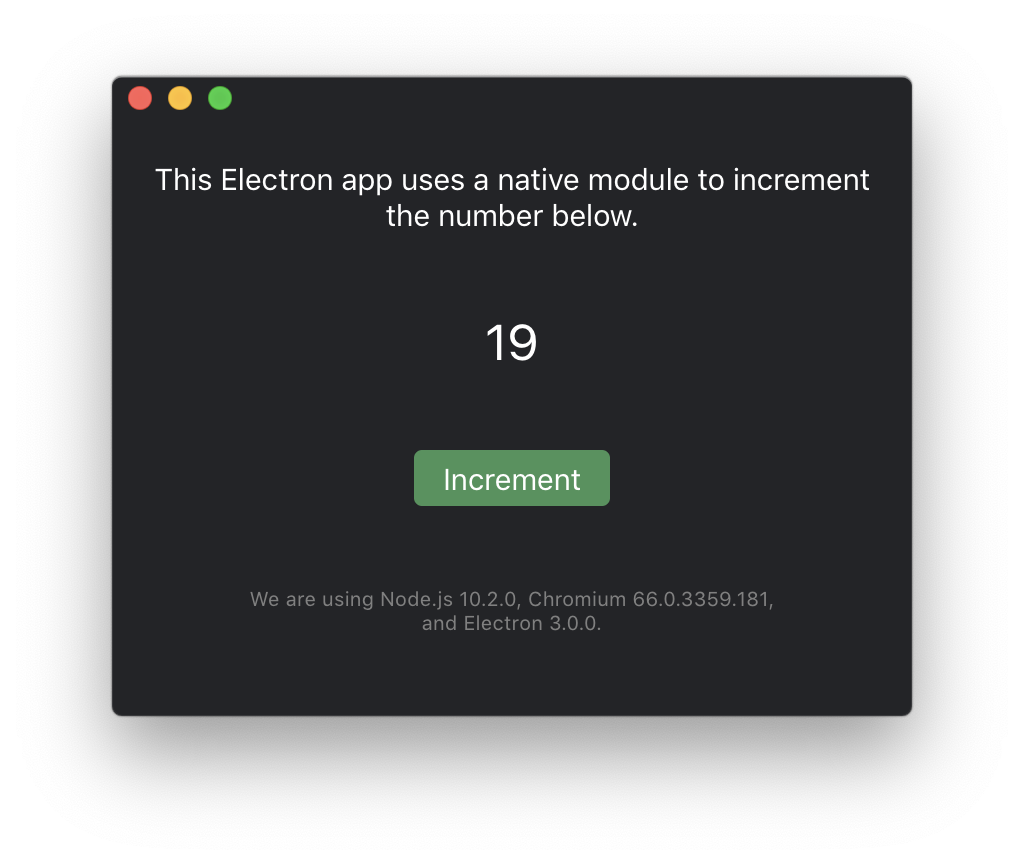 This Electron app uses a native module to increment
the number below.
19
Increment
We are using Node.js 10.2.0, Chromium 66.0.3359.181,
and Electron 3.0.0.